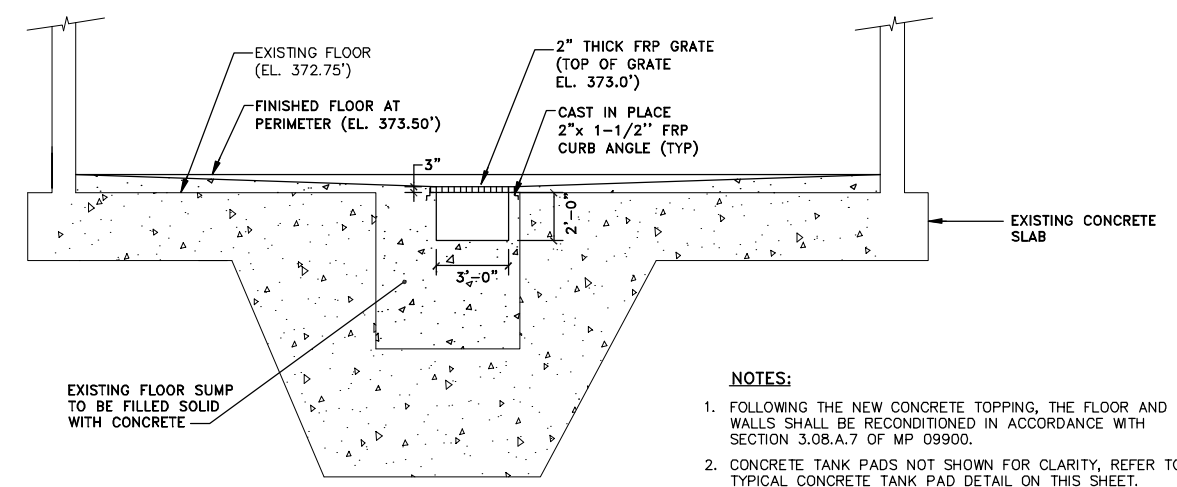 EXISTING FLOOR
(EL. 372.75')
FINISHED FLOOR AT
PERIMETER (EL. 373.50')
2" THICK FRP GRATE
(TOP OF GRATE
EL. 373.0')
CAST IN PLACE
2"x 1-1/2'' FRP
CURB ANGLE (TYP)
3"
2'-0"
3'-0"
EXISTING CONCRETE
SLAB
EXISTING FLOOR SUMP
TO BE FILLED SOLID
WITH CONCRETE
NOTES:
1. FOLLOWING THE NEW CONCRETE TOPPING, THE FLOOR AND
WALLS SHALL BE RECONDITIONED IN ACCORDANCE WITH
SECTION 3.08.A.7 OF MP 09900.
2. CONCRETE TANK PADS NOT SHOWN FOR CLARITY, REFER TO
TYPICAL CONCRETE TANK PAD DETAIL ON THIS SHEET.